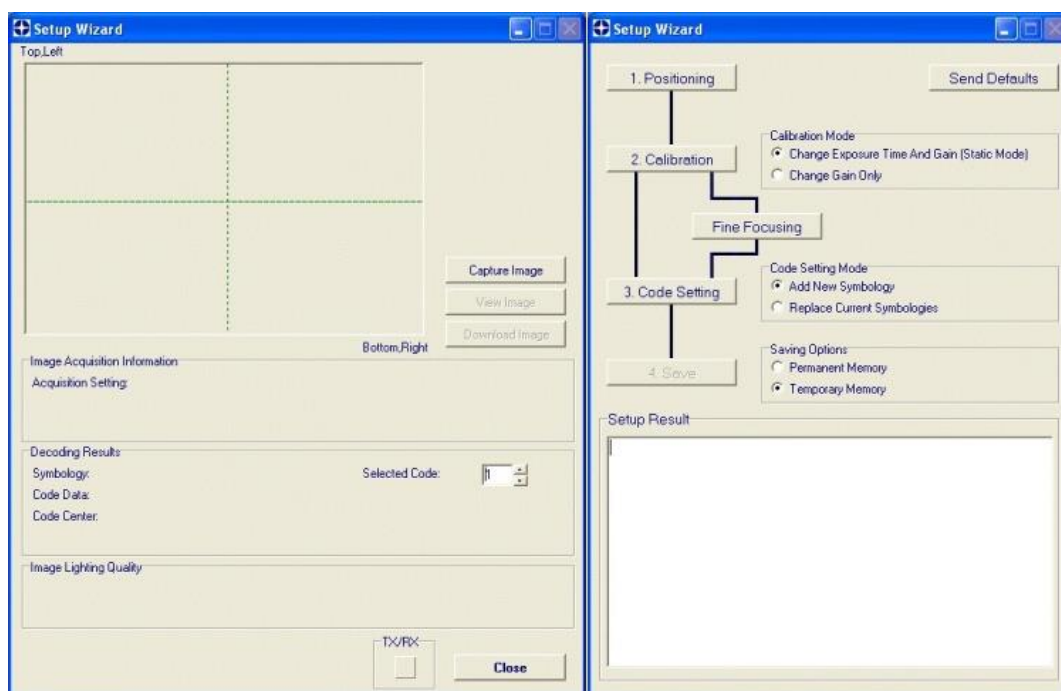 Setup Wizard
Top,Left
Capture Image
View Image
Download Image
Bottom,Right
Image Acquisition Information
Acquisition Setting:
Decoding Results
Symbology:
Selected Code:
1
Code Data:
Code Center:
Image Lighting Quality
TX/RX
Close
Setup Wizard
1. Positioning
Send Defaults
2. Calibration
Calibration Mode
Change Exposure Time And Gain (Static Mode)
Change Gain Only
Fine Focusing
3. Code Setting
Code Setting Mode
Add New Symbology
Replace Current Symbologies
4. Save
Saving Options
Permanent Memory
Temporary Memory
Setup Result